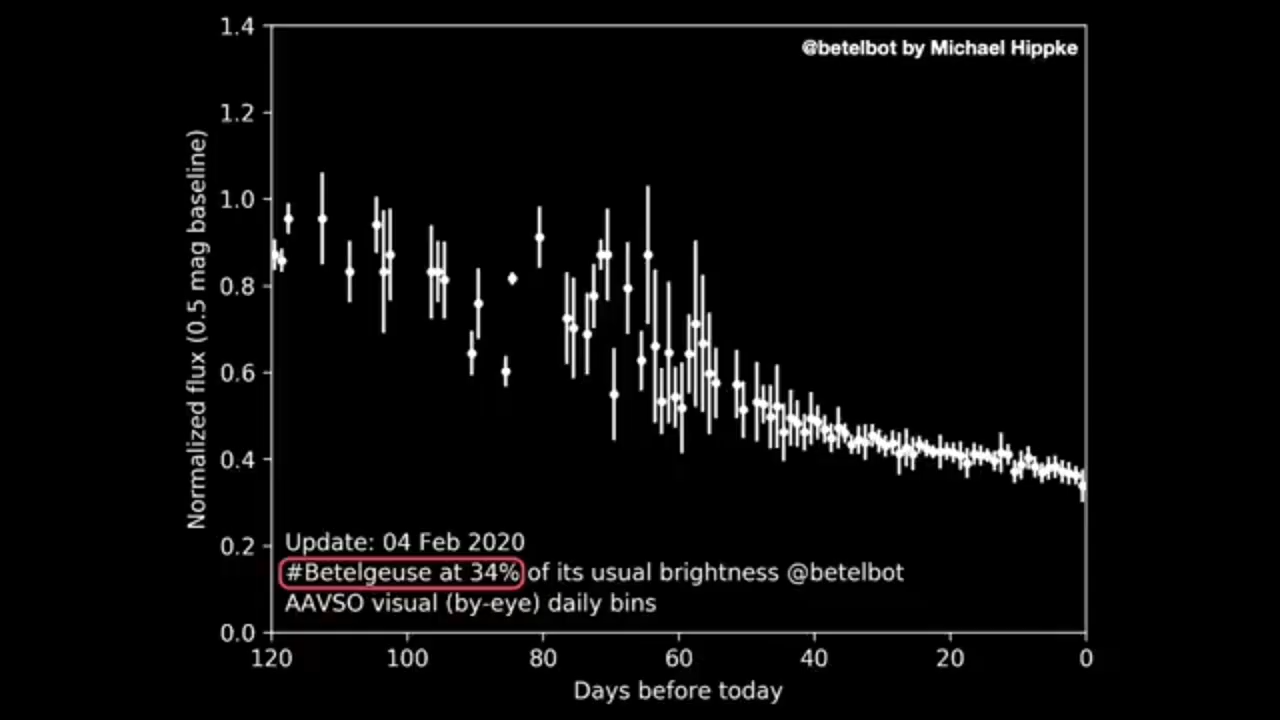 @betelbot by Michael Hippke
Normalized flux (0.5 mag baseline)
1.4
1.2
1.0
0.8
0.6
0.4
0.2
0.0
Update: 04 Feb 2020
#Betelgeuse at 34% of its usual brightness @betelbot
AAVSO visual (by-eye) daily bins
120 100 80 60 40 20 0
Days before today